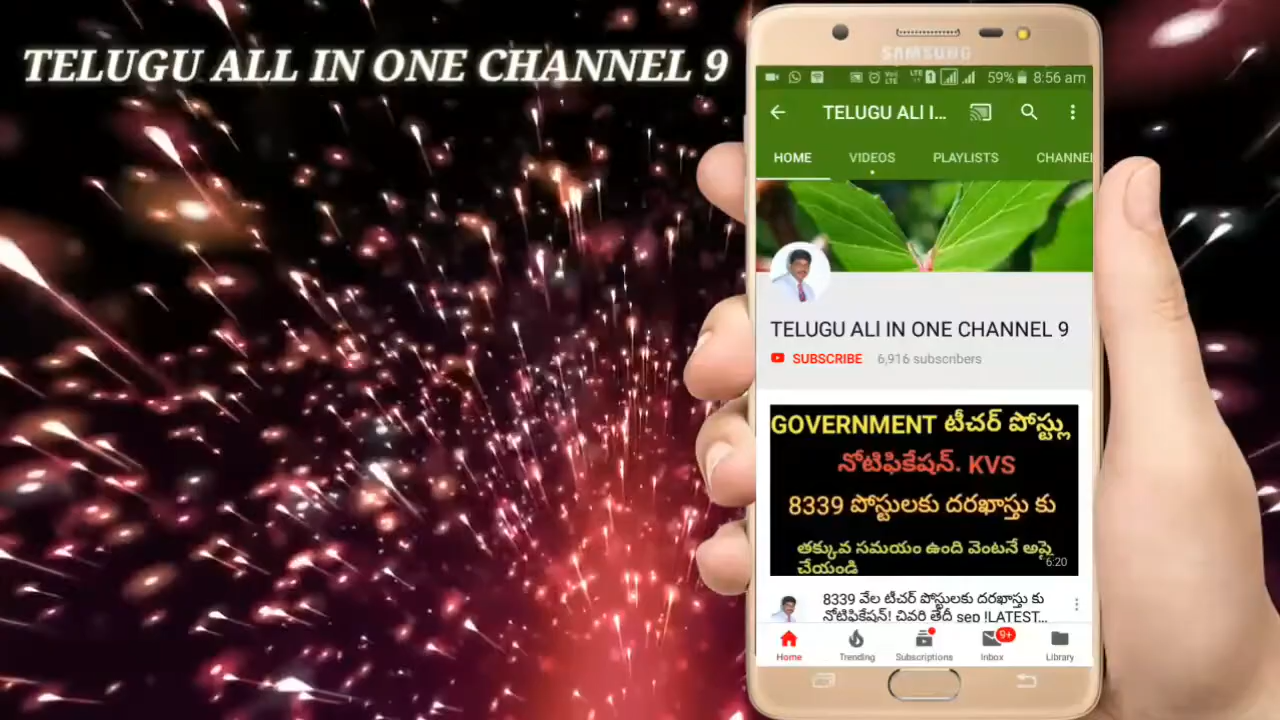 TELUGU ALL IN ONE CHANNEL 9
SAMSUNG
59% 8:56 am
TELUGU ALl I...
HOME VIDEOS PLAYLISTS CHANNEL
TELUGU ALl IN ONE CHANNEL 9
SUBSCRIBE 6,916 subscribers
GOVERNMENT టీచర్ పోస్ట్లు
నోటిఫికేషన్. KVS
8339 పోస్టులకు దరఖాస్తు కు
తక్కువ సమయం ఉంది వెంటనే అప్లై
చేయండి
6:20
8339 వేల టీచర్ పోస్టులకు దరఖాస్తు కు
నోటిఫికేషన్! చివరి తేదీ sep !LATEST...
9+
Home Trending Subscriptions Inbox Library